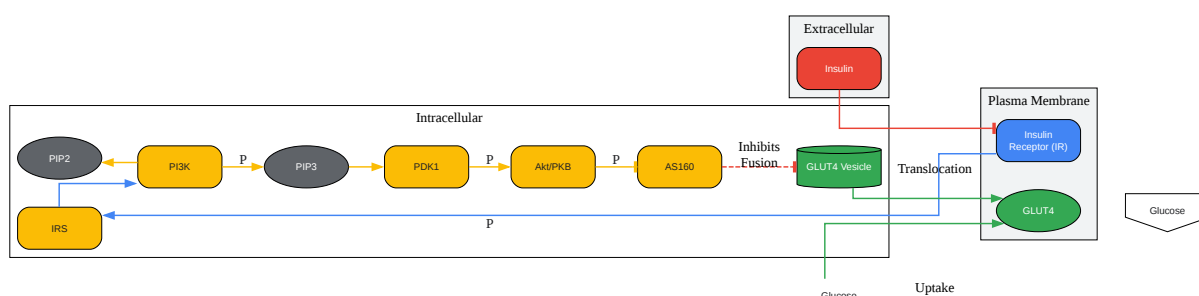 Extracellular
Insulin
Plasma Membrane
Insulin
Receptor (IR)
GLUT4
Glucose
Intracellular
PIP2
PI3K
P
PIP3
PDK1
P
Akt/PKB
P
AS160
Inhibits
Fusion
GLUT4 Vesicle
Translocation
IRS
P
Uptake
Glucose